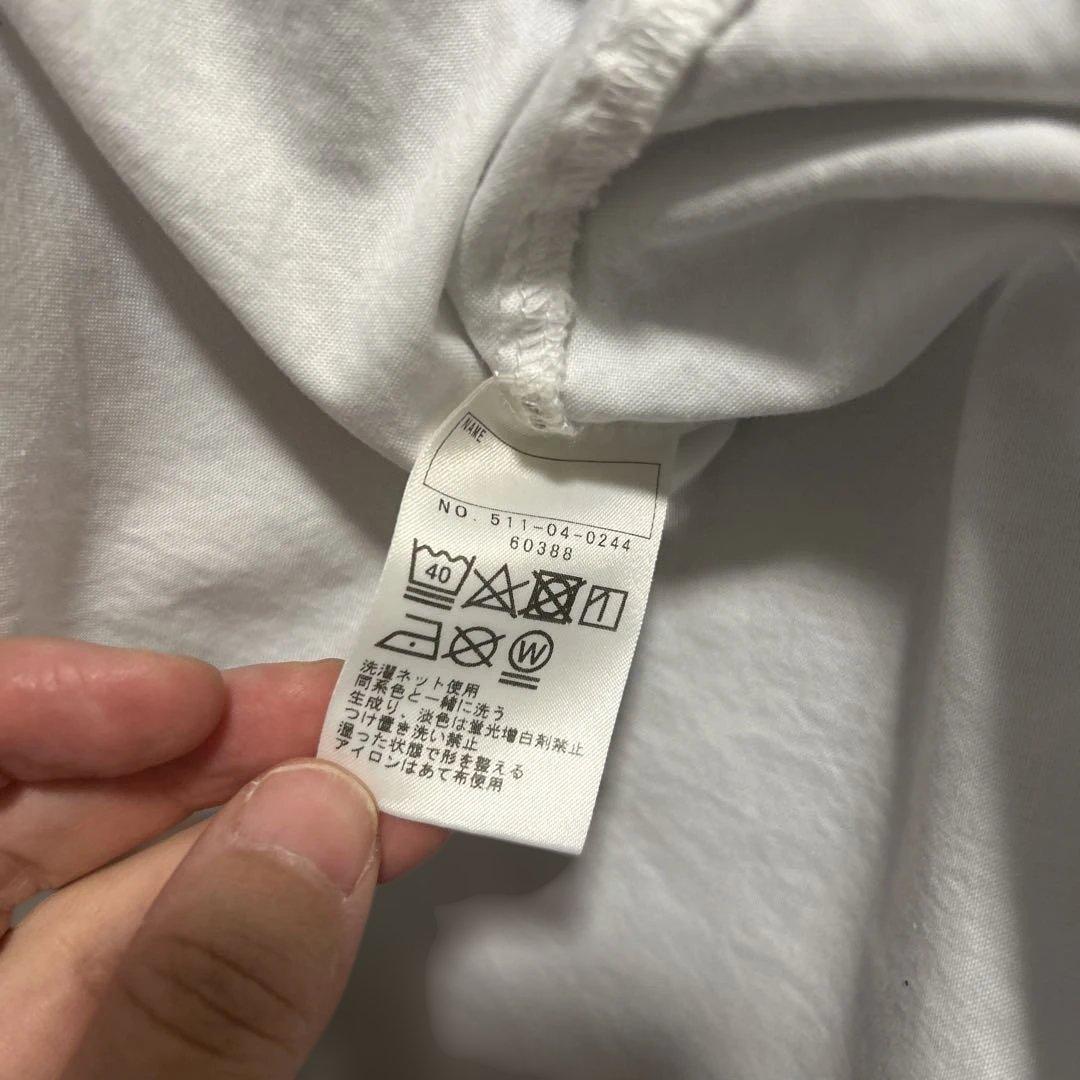 NAME
NO. 511-04-0244
60388
40
W
洗濯ネット使用
同系色と一緒に洗う
生成り、淡色は蛍光増白剤禁止
つけ置き洗い禁止
湿った状態で形を整える
アイロンはあて布使用